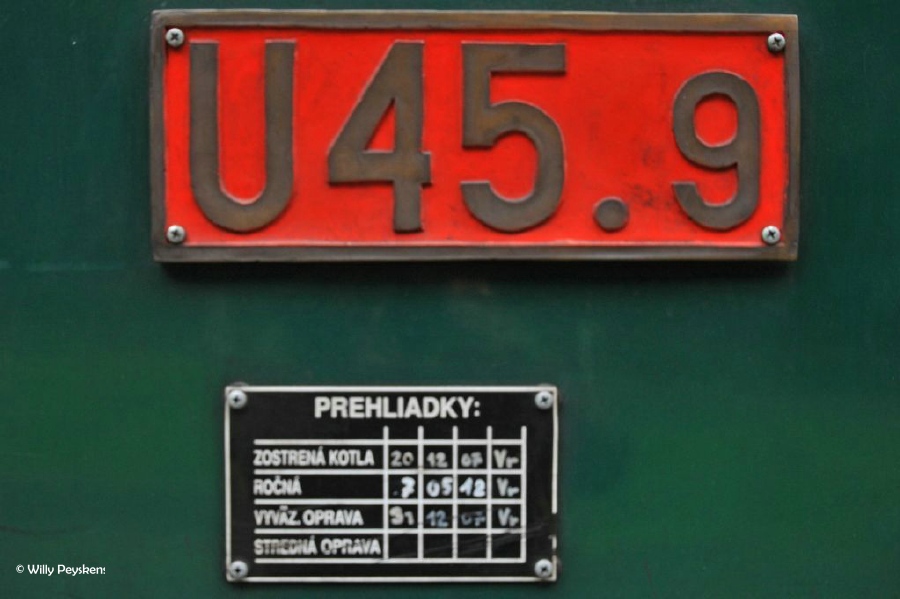 U45.9
PREHLIADKY:
ZOSTRENÁ KOTLA 20 12 07 Vr
ROČNÁ 7 05 12 Vr
VYVÄZ. OPRAVA 31 12 07 Vr
STREDNÁ OPRAVA
© Willy Peyskens